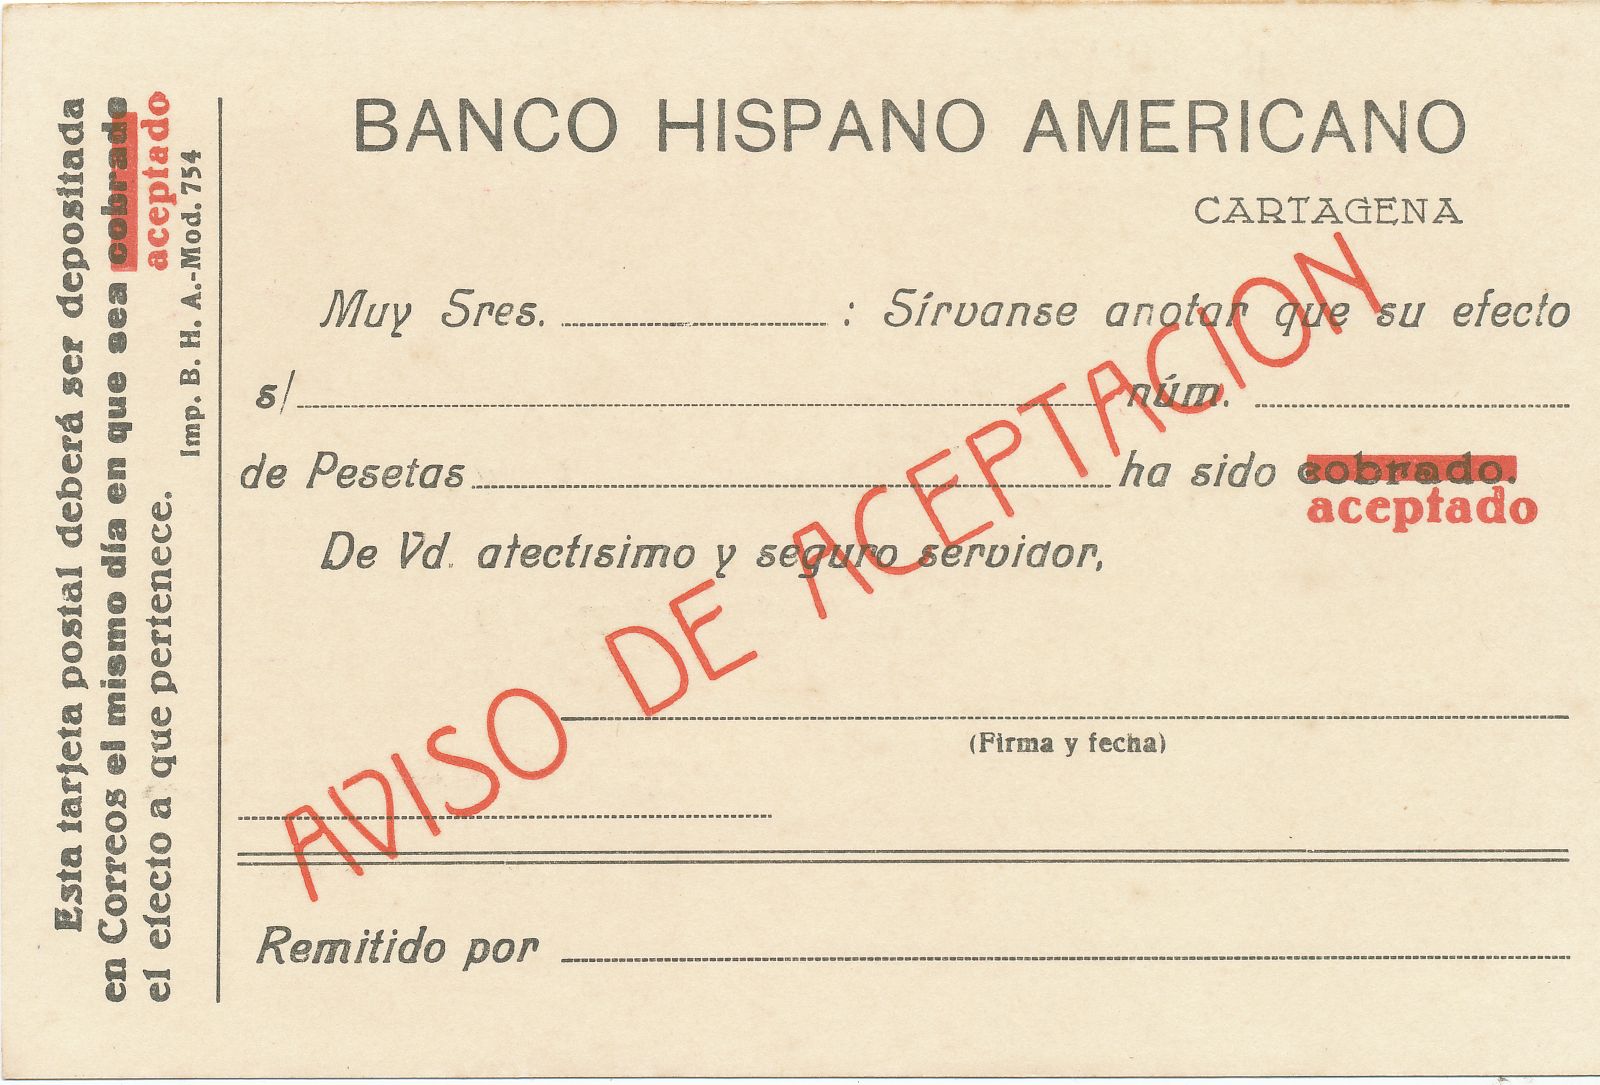 BANCO HISPANO AMERICANO
CARTAGENA
Muy Sres. : Sírvanse anotar que su efecto
s/ núm.
de Pesetas ha sido cobrado.
aceptado
De Vd. afectísimo y seguro servidor,
(Firma y fecha)
Remitido por
AVISO DE ACEPTACION
Esta tarjeta postal deberá ser depositada
en Correos el mismo día en que sea cobrado
aceptado
el efecto a que pertenece.
Imp. B. H. A.-Mod. 754